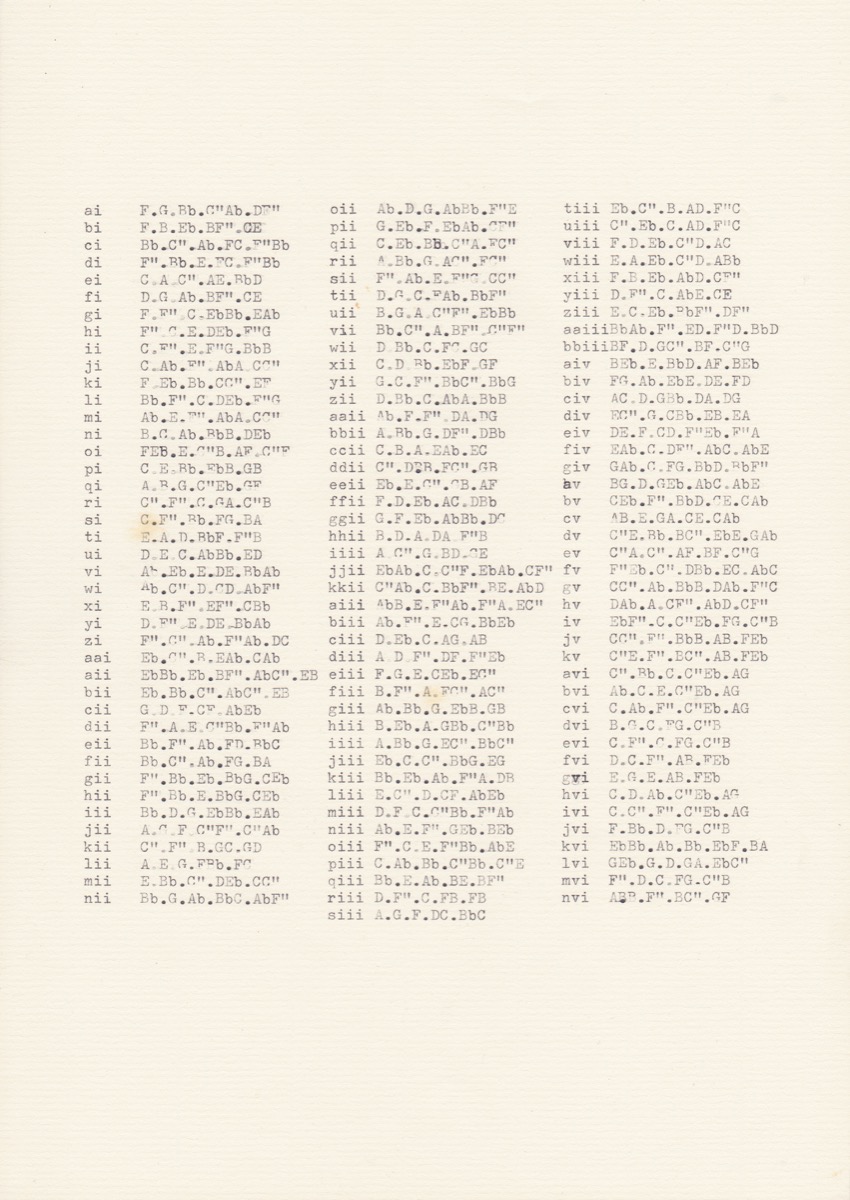 ai F.G.Bb.C"Ab.DF"
bi F.B.Eb.BF".CE
ci Bb.C".Ab.FC.F"Bb
di F".Bb.E.FC.F"Bb
ei C.A.C".AE.BbD
fi D.G.Ab.BF".CE
gi F.F".C.EbBb.EAb
hi F".C.E.DEb.F"G
ii C.F".E.F"G.BbB
ji C.Ab.F".AbA.CC"
ki F.Eb.Bb.CC".EF
li Bb.F".C.DEb.F"G
mi Ab.E.F".AbA.CC"
ni B.C.Ab.BbB.DEb
oi FEB.E.C"B.AF.C"F
pi C.E.Bb.EbB.GB
qi A.B.G.C"Eb.GF
ri C".F".C.GA.C"B
si C.F".Bb.FG.BA
ti E.A.D.BbF.F"B
ui D.E.C.AbBb.ED
vi Ab.Eb.E.DE.BbAb
wi Ab.C".D.CD.AbF"
xi E.B.F".EF".CBb
yi D.F".E.DE.BbAb
zi F".C".Ab.F"Ab.DC
aai Eb.C".B.EAb.CAb
aii EbBb.Eb.BF".AbC".EB
bii Eb.Bb.C".AbC".EB
cii G.D.F.CF.AbEb
dii F".A.E.C"Bb.F"Ab
eii Bb.F".Ab.FD.BbC
fii Bb.C".Ab.FG.BA
gii F".Bb.Eb.BbG.CEb
hii F".Bb.E.BbG.CEb
iii Bb.D.G.EbBb.EAb
jii A.C.F.C"F".C"Ab
kii C".F".B.GC.GD
lii A.E.G.FBb.FC
mii E.Bb.C".DEb.CC"
nii Bb.G.Ab.BbC.AbF"
oii Ab.D.G.AbBb.F"E
pii G.Eb.F.EbAb.CF"
qii C.Eb.BB.C"A.FC"
rii A.Bb.G.AC".FC"
sii F".Ab.E.F"C.CC"
tii D.G.C.FAb.BbF"
uii B.G.A.C"F".EbBb
vii Bb.C".A.BF".C"F"
wii D.Bb.C.FC.GC
xii C.D.Bb.EbF.GF
yii G.C.F".BbC".BbG
zii D.Bb.C.AbA.BbB
aaii Ab.F.F".DA.DG
bbii A.Bb.G.DF".DBb
ccii C.B.A.EAb.EC
ddii C".DEB.FC".GB
eeii Eb.E.C".CB.AF
ffii F.D.Eb.AC.DBb
ggii G.F.Eb.AbBb.DC
hhii B.D.A.DA.F"B
iiii A.C".G.BD.CE
jjii EbAb.C.C"F.EbAb.CF"
kkii C"Ab.C.BbF".BE.AbD
aiii AbB.E.F"Ab.F"A.EC"
biii Ab.F".E.CG.BbEb
ciii D.Eb.C.AG.AB
diii A.D.F".DF.F"Eb
eiii F.G.E.CEb.EC"
fiii B.F".A.FC".AC"
giii Ab.Bb.G.EbB.GB
hiii B.Eb.A.GBb.C"Bb
iiii A.Bb.G.EC".BbC"
jiii Eb.C.C".BbG.EG
kiii Bb.Eb.Ab.F"A.DB
liii E.C".D.CF.AbEb
miii D.F.C.C"Bb.F"Ab
niii Ab.E.F".GEb.BEb
oiii F".C.E.F"Bb.AbE
piii C.Ab.Bb.C"Bb.C"E
qiii Bb.E.Ab.BE.BF"
riii D.F".C.FB.FB
siii A.G.F.DC.BbC
tiii Eb.C".B.AD.F"C
uiii C".Eb.C.AD.F"C
viii F.D.Eb.C"D.AC
wiii E.A.Eb.C"D.ABb
xiii F.B.Eb.AbD.CF"
yiii D.F".C.AbE.CE
ziii E.C.Eb.BbF".DF"
aaiiiBbAb.F".ED.F"D.BbD
bbiiiBF.D.GC".BF.C"G
aiv BEb.E.BbD.AF.BEb
biv FG.Ab.EbE.DE.FD
civ AC.D.GBb.DA.DG
div EC".G.CBb.EB.EA
eiv DE.F.CD.F"Eb.F"A
fiv EAb.C.DF".AbC.AbE
giv GAb.C.FG.BbD.BbF"
av BG.D.GEb.AbC.AbE
bv CEb.F".BbD.CE.CAb
cv AB.E.GA.CE.CAb
dv C"E.Bb.BC".EbE.GAb
ev C"A.C".AF.BF.C"G
fv F"Eb.C".DBb.EC.AbC
gv CC".Ab.BbB.DAb.F"C
hv DAb.A.CF".AbD.CF"
iv EbF".C.C"Eb.FG.C"B
jv CC".F".BbB.AB.FEb
kv C"E.F".BC".AB.FEb
avi C".Bb.C.C"Eb.AG
bvi Ab.C.E.C"Eb.AG
cvi C.Ab.F".C"Eb.AG
dvi B.G.C.FG.C"B
evi C.F".C.FG.C"B
fvi D.C.F".AB.FEb
gvi E.G.E.AB.FEb
hvi C.D.Ab.C"Eb.AG
ivi C.C".F".C"Eb.AG
jvi F.Bb.D.FG.C"B
kvi EbBb.Ab.Bb.EbF.BA
lvi GEb.G.D.GA.EbC"
mvi F".D.C.FG.C"B
nvi ABB.F".BC".GF